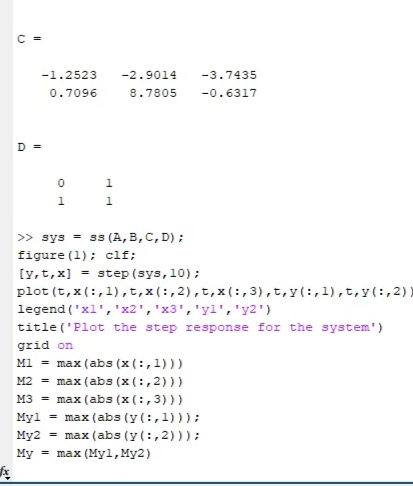 C =
-1.2523 -2.9014 -3.7435
0.7096 8.7805 -0.6317
D =
0 1
1 1
>> sys = ss(A,B,C,D);
figure(1); clf;
[y,t,x] = step(sys,10);
plot(t,x(:,1),t,x(:,2),t,x(:,3),t,y(:,1),t,y(:,2))
legend('x1','x2','x3','y1','y2')
title('Plot the step response for the system')
grid on
M1 = max(abs(x(:,1)))
M2 = max(abs(x(:,2)))
M3 = max(abs(x(:,3)))
My1 = max(abs(y(:,1)));
My2 = max(abs(y(:,2)));
My = max(My1,My2)
fx